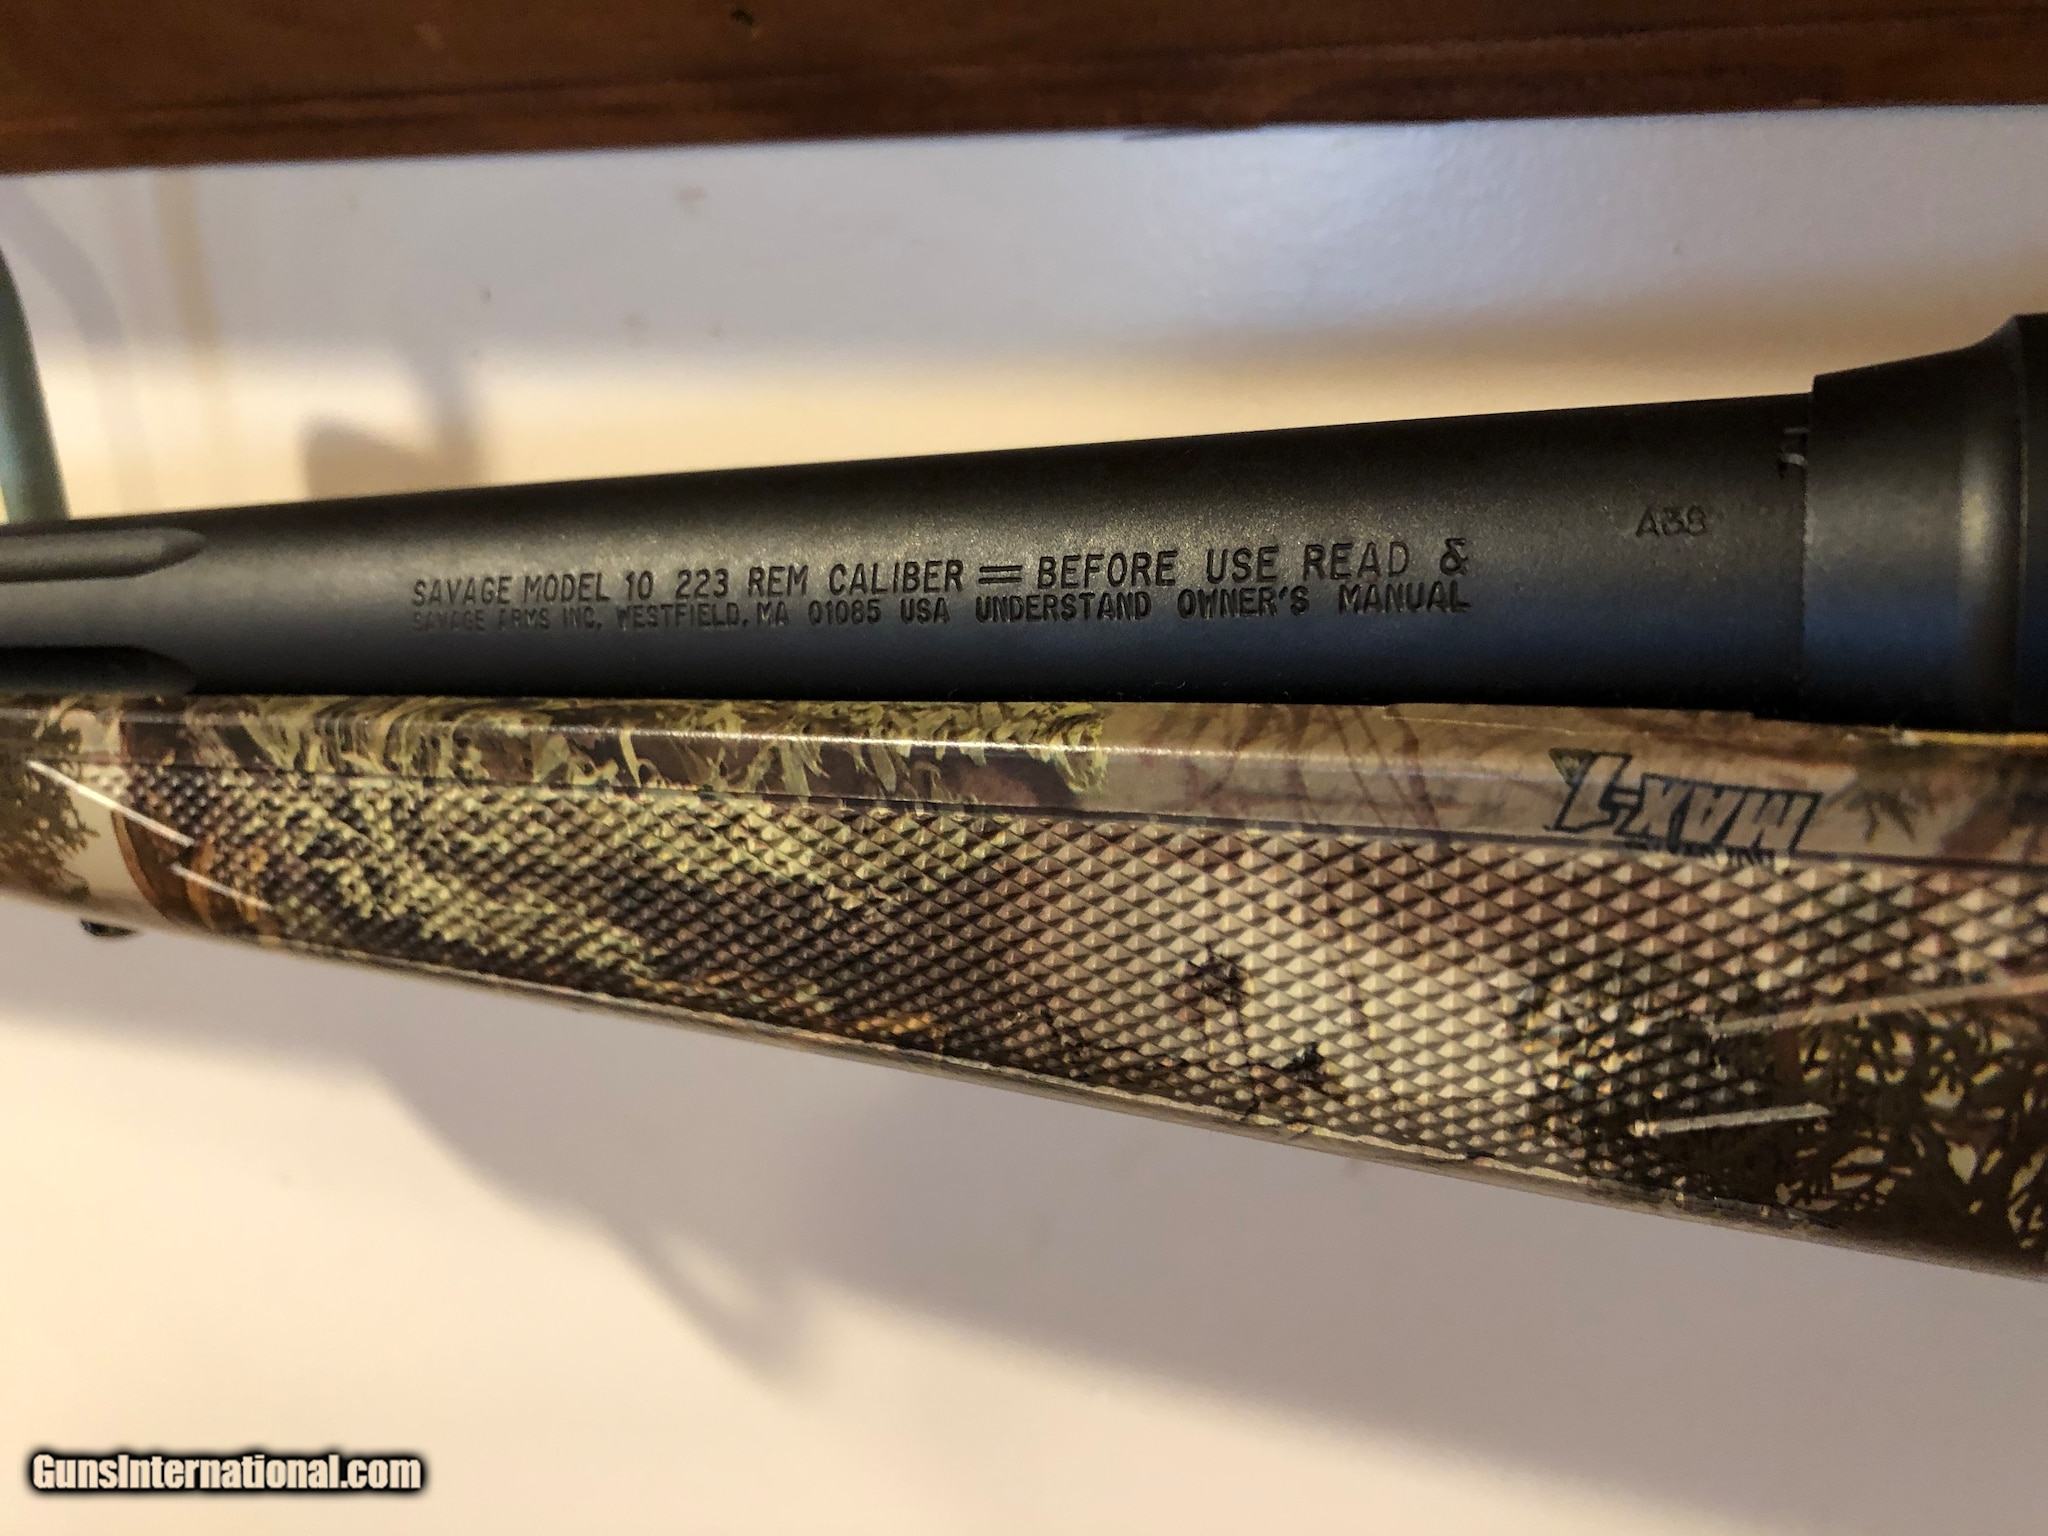 A38
SAVAGE MODEL 10 223 REM CALIBER = BEFORE USE READ &
SAVAGE ARMS INC, WESTFIELD, MA 01085 USA UNDERSTAND OWNER'S MANUAL
MAX-1
GunsInternational.com